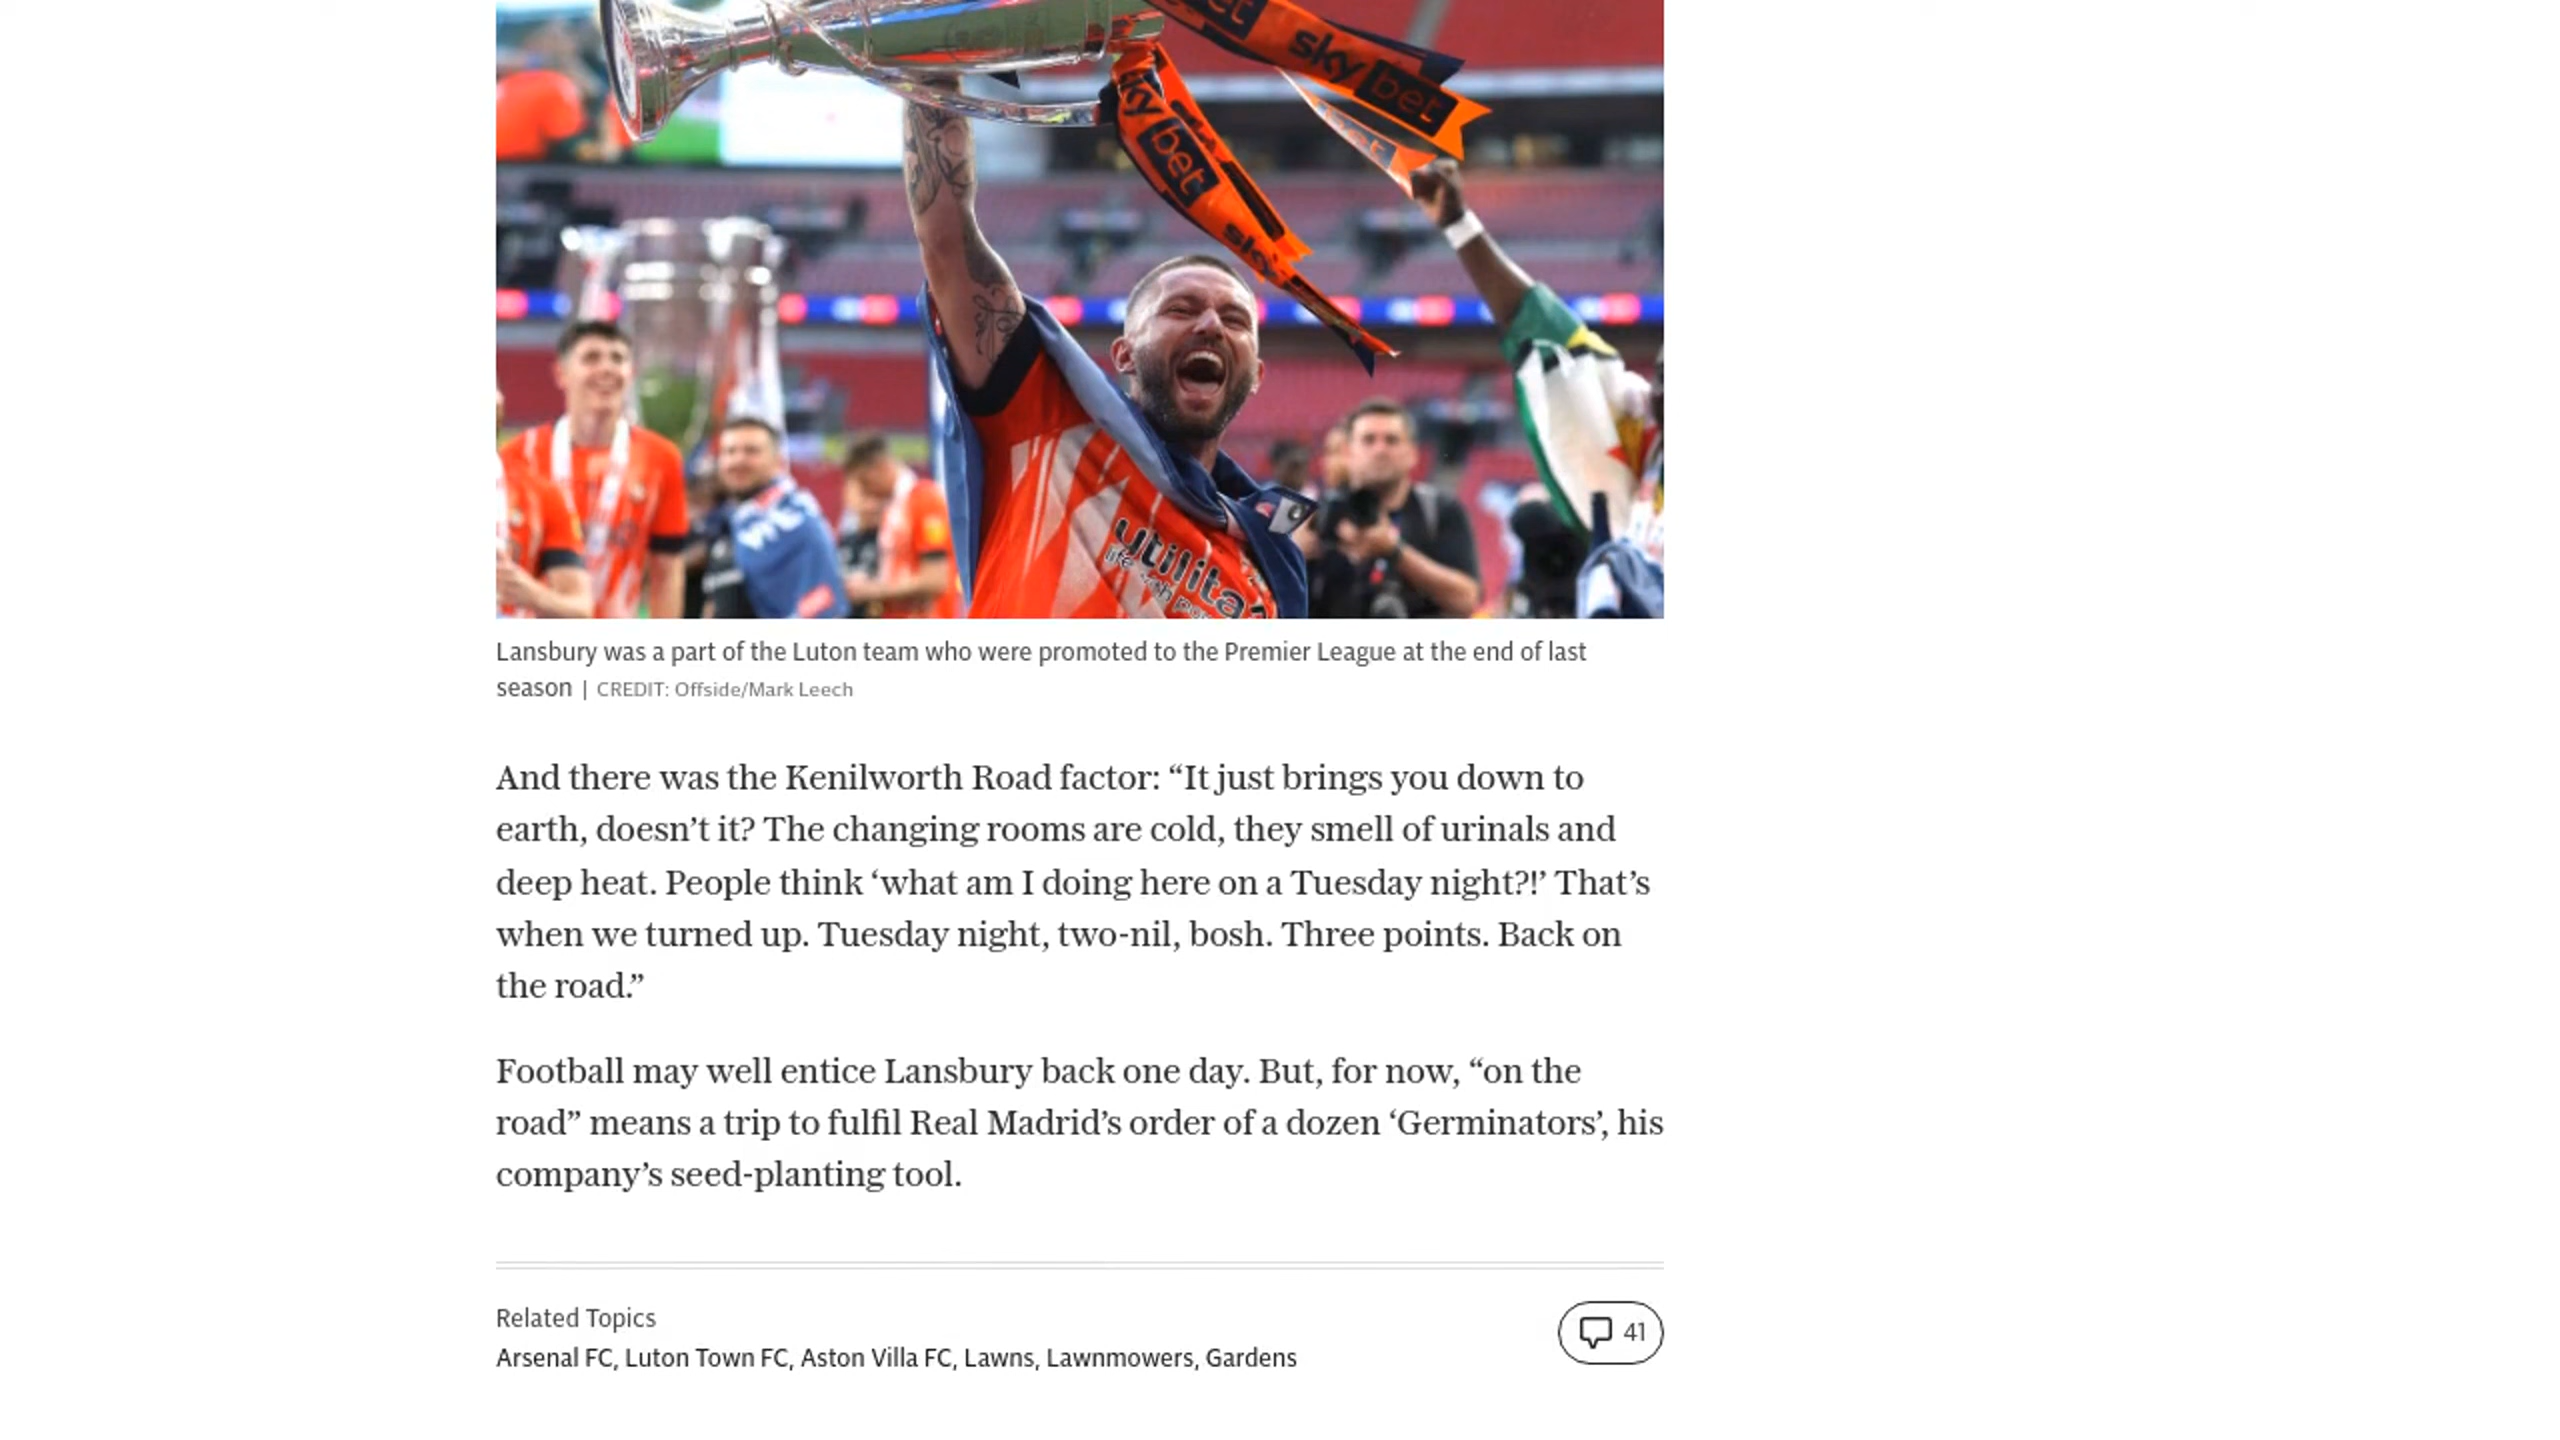 bet
sky bet
sky bet
bet
sky
utilita
Lansbury was a part of the Luton team who were promoted to the Premier League at the end of last
season | CREDIT: Offside/Mark Leech
And there was the Kenilworth Road factor: “It just brings you down to
earth, doesn’t it? The changing rooms are cold, they smell of urinals and
deep heat. People think ‘what am I doing here on a Tuesday night?!’ That’s
when we turned up. Tuesday night, two-nil, bosh. Three points. Back on
the road.”
Football may well entice Lansbury back one day. But, for now, “on the
road” means a trip to fulfil Real Madrid’s order of a dozen ‘Germinators’, his
company’s seed-planting tool.
Related Topics
41
Arsenal FC, Luton Town FC, Aston Villa FC, Lawns, Lawnmowers, Gardens